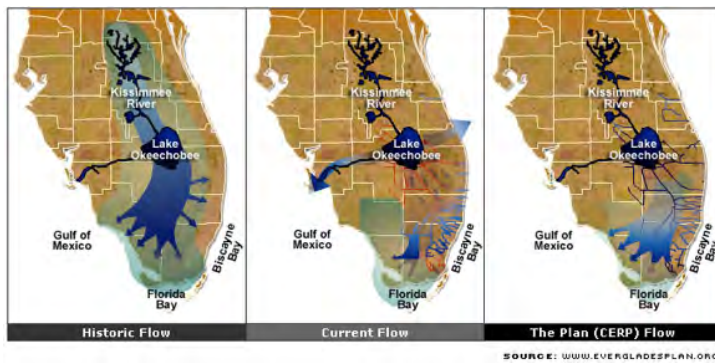 Kissimmee
River
Lake
Okeechobee
Gulf of
Mexico
Biscayne
Bay
Florida
Bay
Historic Flow
Kissimmee
River
Lake
Okeechobee
Gulf of
Mexico
Biscayne
Bay
Florida
Bay
Current Flow
Kissimmee
River
Lake
Okeechobee
Gulf of
Mexico
Biscayne
Bay
Florida
Bay
The Plan (CERP) Flow
SOURCE: WWW.EVERGLADESPLAN.ORG